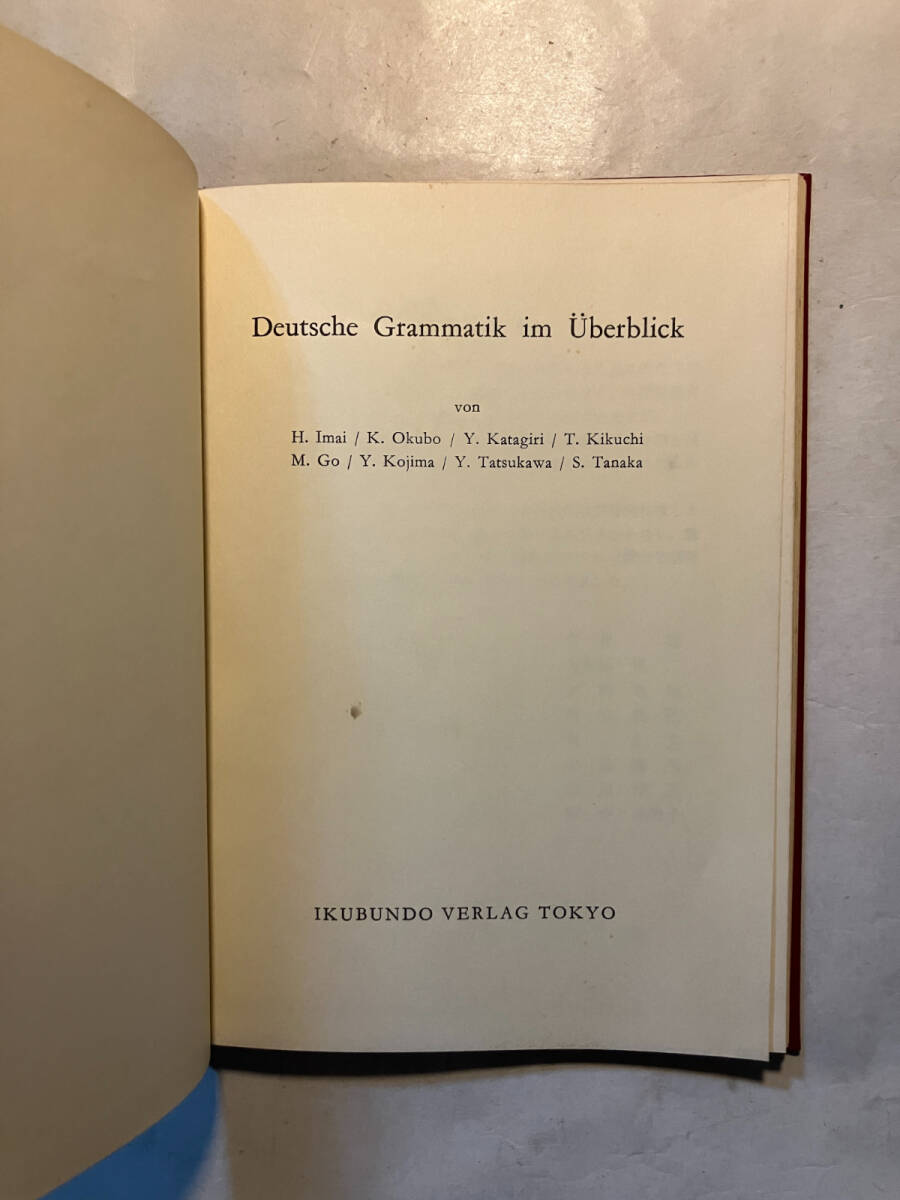 Deutsche Grammatik im Überblick
von
H. Imai / K. Okubo / Y. Katagiri / T. Kikuchi
M. Go / Y. Kojima / Y. Tatsukawa / S. Tanaka
IKUBUNDO VERLAG TOKYO